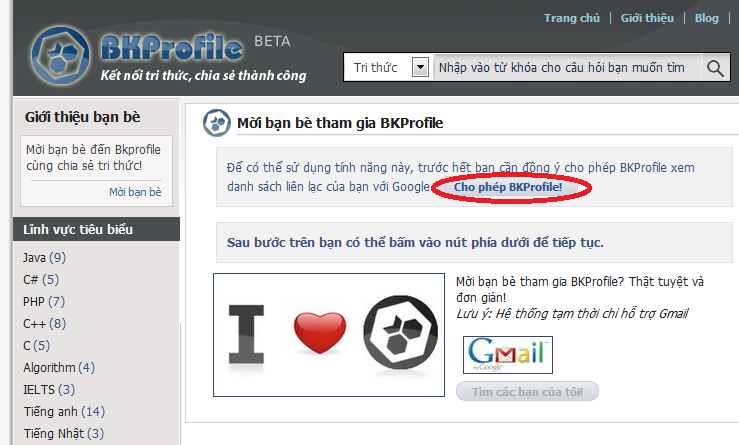 Trang chủ | Giới thiệu | Blog |
BKProfile BETA
Kết nối tri thức, chia sẻ thành công
Tri thức
Nhập vào từ khóa cho câu hỏi bạn muốn tìm
Giới thiệu bạn bè
Mời bạn bè đến Bkprofile
cùng chia sẻ tri thức!
Mời bạn bè
Lĩnh vực tiêu biểu
Java (9)
C# (5)
PHP (7)
C++ (8)
C (5)
Algorithm (4)
IELTS (3)
Tiếng anh (14)
Tiếng Nhật (3)
Mời bạn bè tham gia BKProfile
Để có thể sử dụng tính năng này, trước hết bạn cần đồng ý cho phép BKProfile xem
danh sách liên lạc của bạn với Google. Cho phép BKProfile!
Sau bước trên bạn có thể bấm vào nút phía dưới để tiếp tục.
I
Mời bạn bè tham gia BKProfile? Thật tuyệt và
đơn giản!
Lưu ý: Hệ thống tạm thời chỉ hỗ trợ Gmail
Gmail
by Google
Tìm các bạn của tôi!